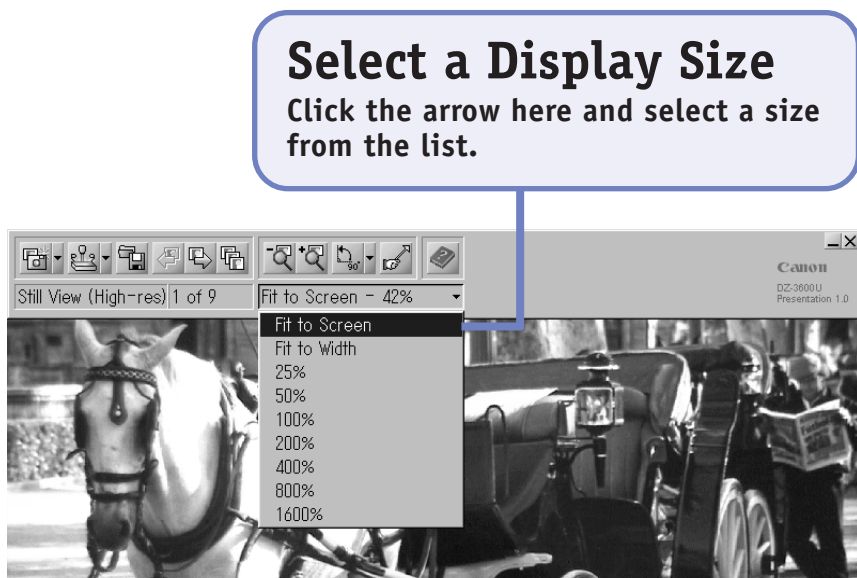 Select a Display Size
Click the arrow here and select a size
from the list.
90°
Canon
DZ-3600U
Presentation 1.0
Still View (High-res) 1 of 9
Fit to Screen - 42%
Fit to Screen
Fit to Width
25%
50%
100%
200%
400%
800%
1600%